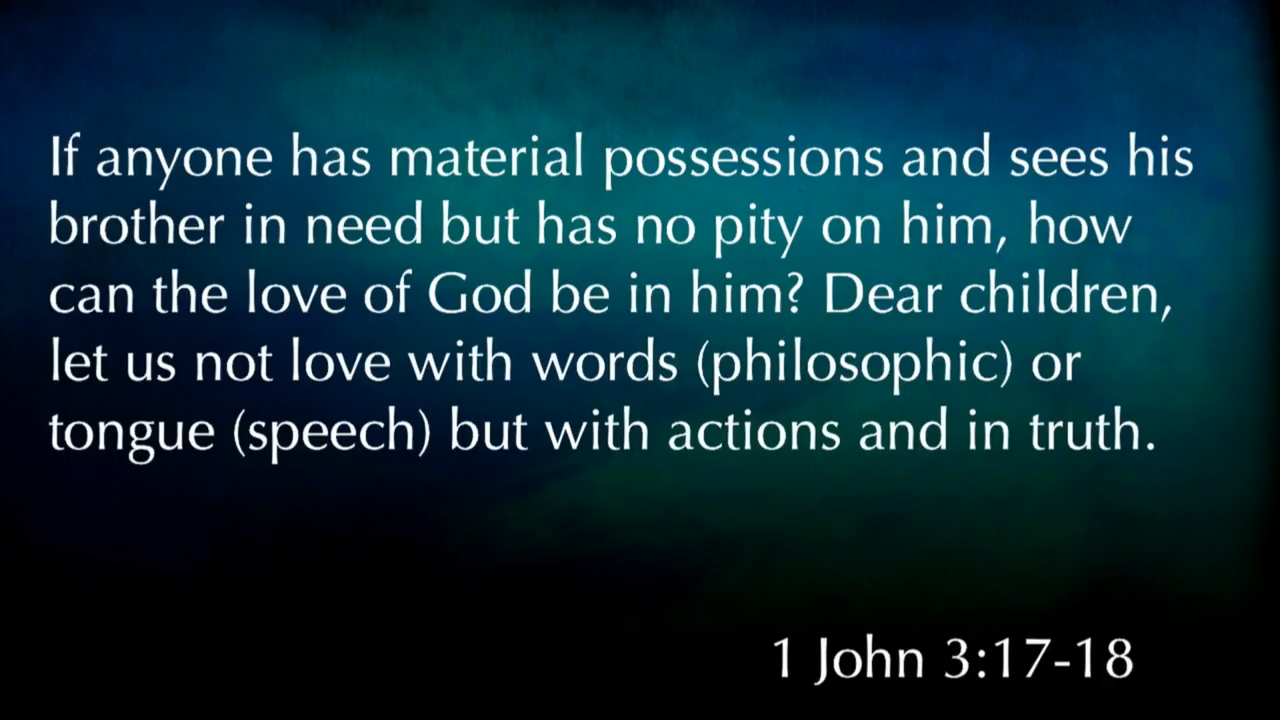 If anyone has material possessions and sees his
brother in need but has no pity on him, how
can the love of God be in him? Dear children,
let us not love with words (philosophic) or
tongue (speech) but with actions and in truth.
1 John 3:17-18